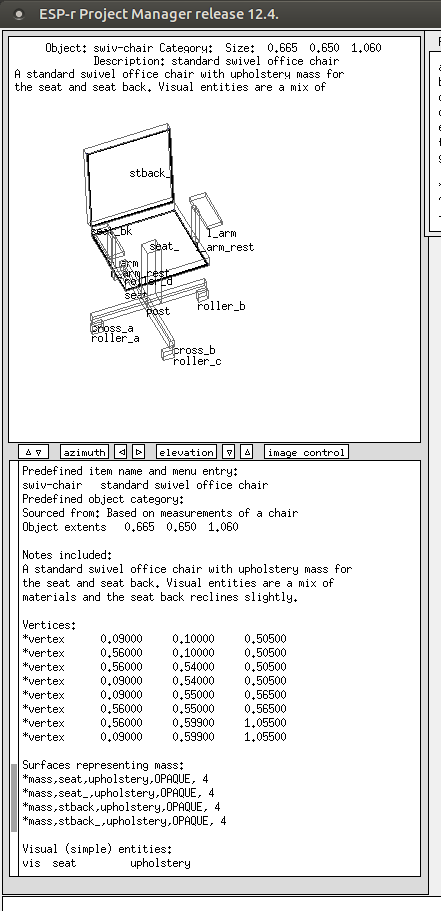 ESP-r Project Manager release 12.4.
Object: swiv-chair Category: Size: 0.665 0.650 1.060
Description: standard swivel office chair
A standard swivel office chair with upholstery mass for
the seat and seat back. Visual entities are a mix of
stback_
seat_bk
l_arm
seat_
l_arm_rest
r_arm_rest
roller_d
seat
roller_b
post
cross_a
roller_a
cross_b
roller_c
azimuth
elevation
image control
Predefined item name and menu entry:
swiv-chair standard swivel office chair
Predefined object category:
Sourced from: Based on measurements of a chair
Object extents 0.665 0.650 1.060
Notes included:
A standard swivel office chair with upholstery mass for
the seat and seat back. Visual entities are a mix of
materials and the seat back reclines slightly.
Vertices:
*vertex 0.09000 0.10000 0.50500
*vertex 0.56000 0.10000 0.50500
*vertex 0.56000 0.54000 0.50500
*vertex 0.09000 0.54000 0.50500
*vertex 0.09000 0.55000 0.56500
*vertex 0.56000 0.55000 0.56500
*vertex 0.56000 0.59900 1.05500
*vertex 0.09000 0.59900 1.05500
Surfaces representing mass:
*mass,seat,upholstery,OPAQUE, 4
*mass,seat_,upholstery,OPAQUE, 4
*mass,stback,upholstery,OPAQUE, 4
*mass,stback_,upholstery,OPAQUE, 4
Visual (simple) entities:
vis seat upholstery